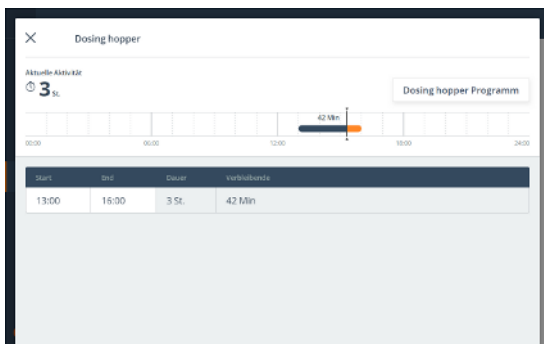 Dosing hopper
Aktuelle Aktivität
3 St.
Dosing hopper Programm
42 Min
00:00 06:00 12:00 18:00 24:00
Start End Dauer Verbleibende
13:00 16:00 3 St. 42 Min